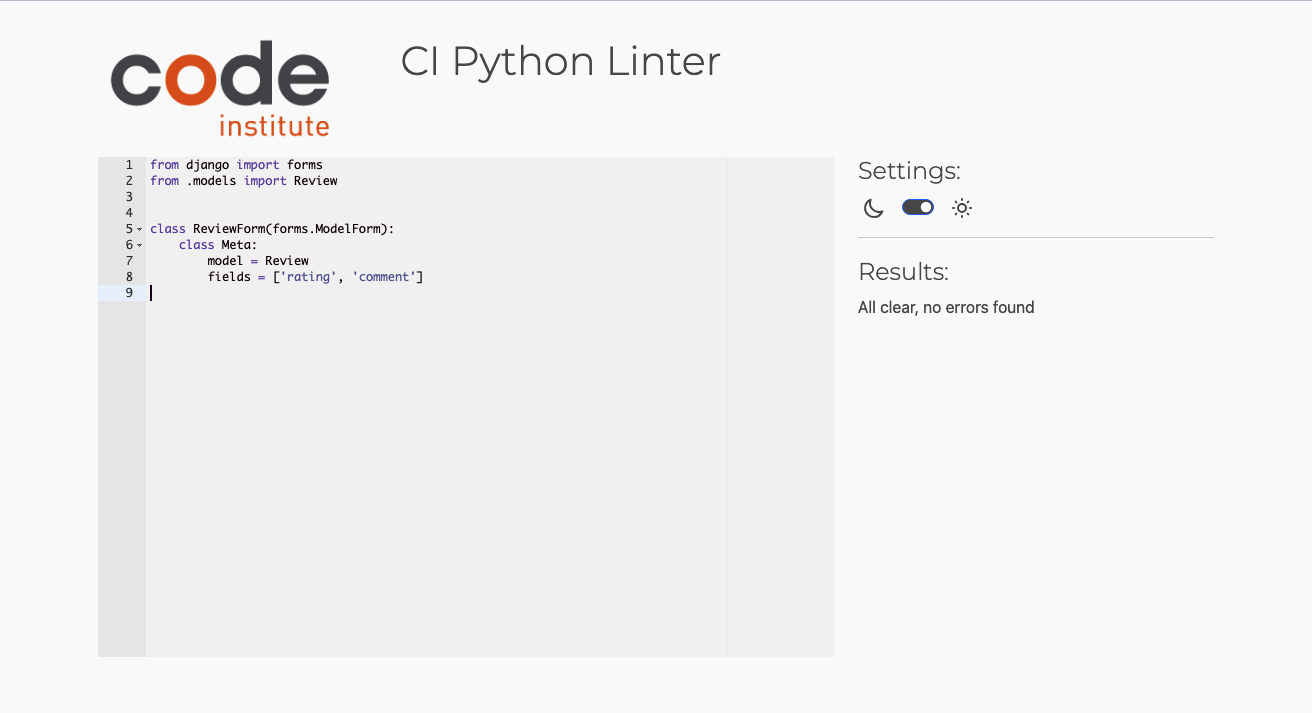 code
institute
CI Python Linter
1 from django import forms
2 from .models import Review
3
4
5 class ReviewForm(forms.ModelForm):
6     class Meta:
7         model = Review
8         fields = ['rating', 'comment']
9
Settings:
Results:
All clear, no errors found